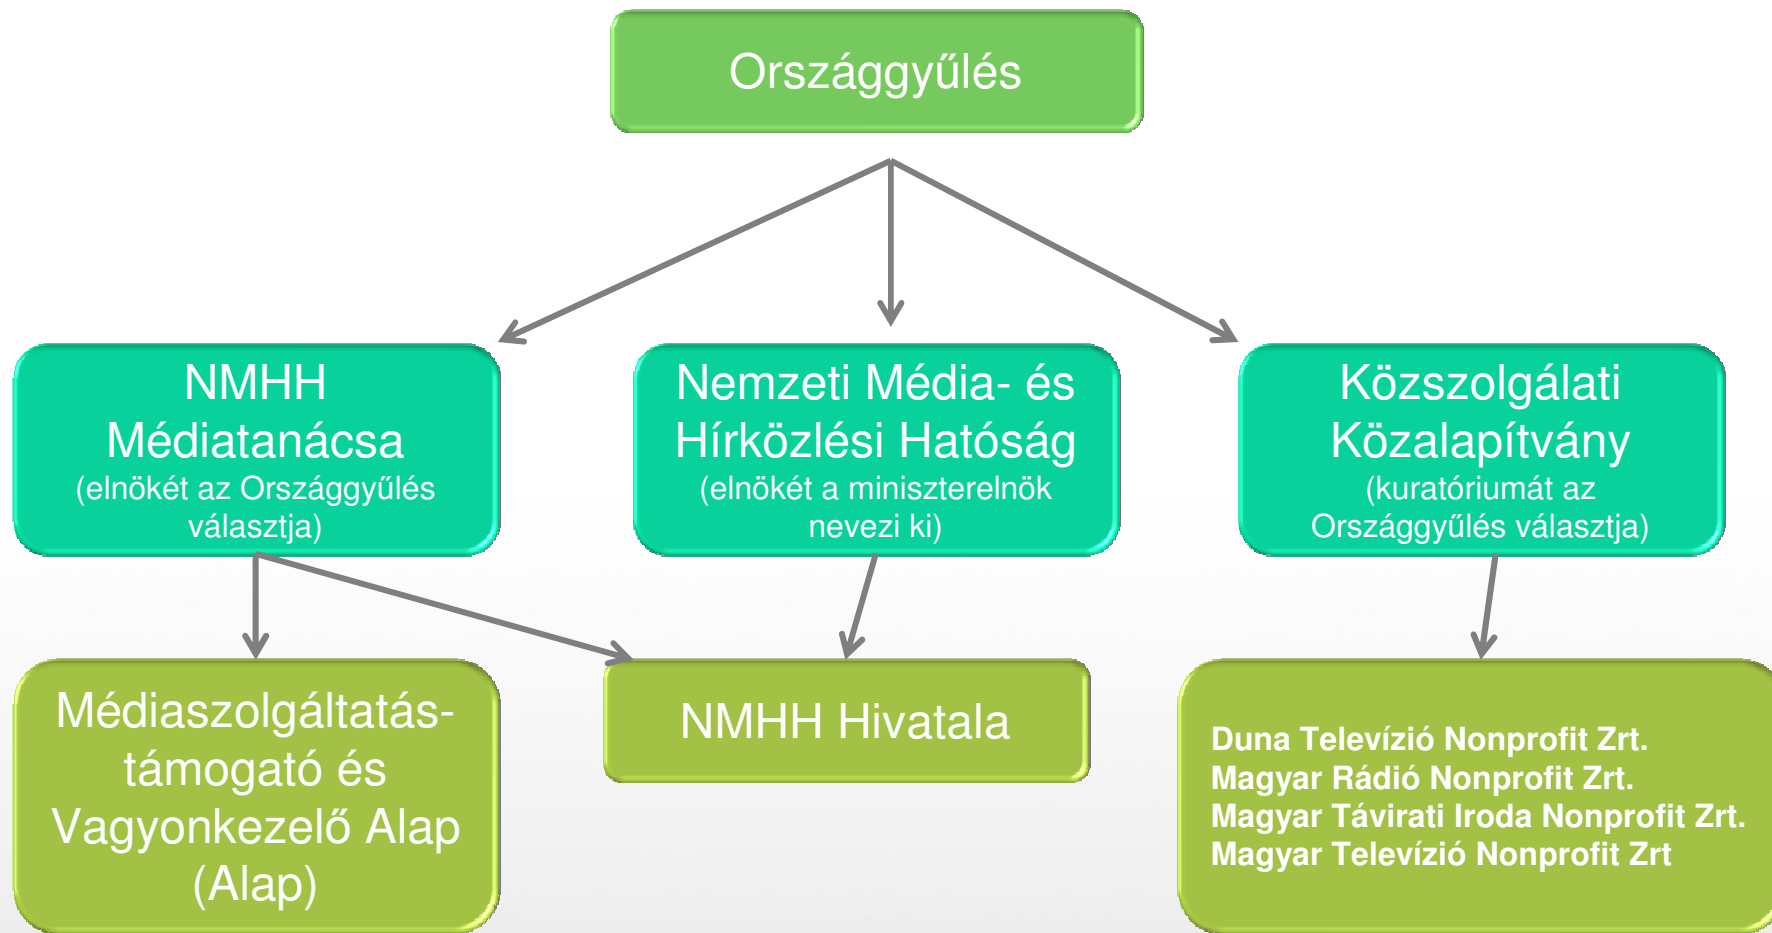 Országgyűlés
NMHH
Médiatanácsa
(elnökét az Országgyűlés
választja)
Nemzeti Média- és
Hírközlési Hatóság
(elnökét a miniszterelnök
nevezi ki)
Közszolgálati
Közalapítvány
(kuratóriumát az
Országgyűlés választja)
Médiaszolgáltatás-
támogató és
Vagyonkezelő Alap
(Alap)
NMHH Hivatala
Duna Televízió Nonprofit Zrt.
Magyar Rádió Nonprofit Zrt.
Magyar Távirati Iroda Nonprofit Zrt.
Magyar Televízió Nonprofit Zrt